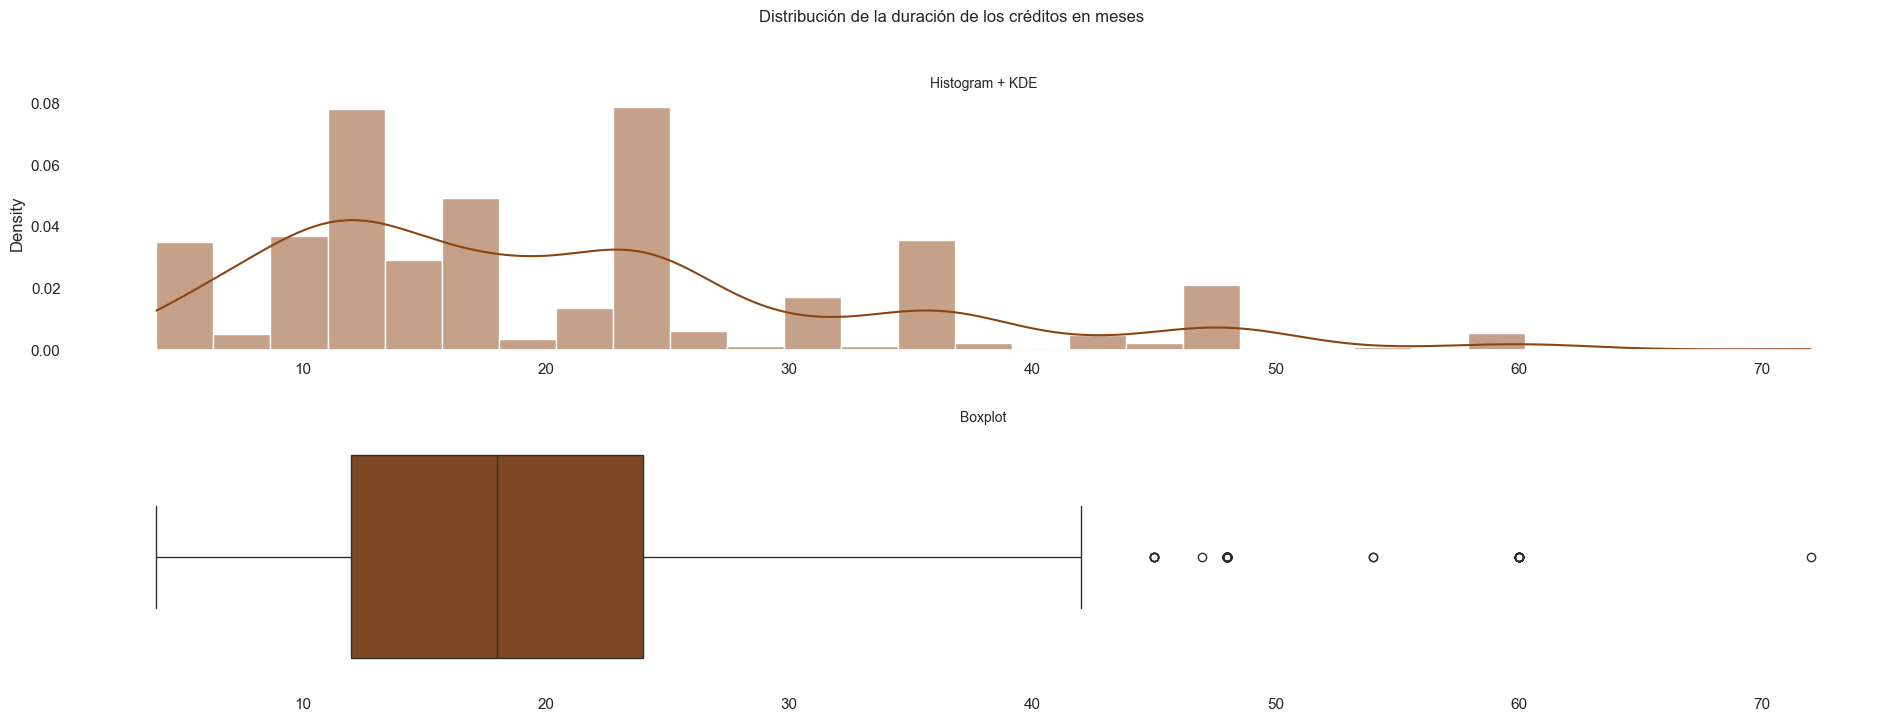 Distribución de la duración de los créditos en meses
Histogram + KDE
Density
0.08
0.06
0.04
0.02
0.00
10 20 30 40 50 60 70
Boxplot
10 20 30 40 50 60 70